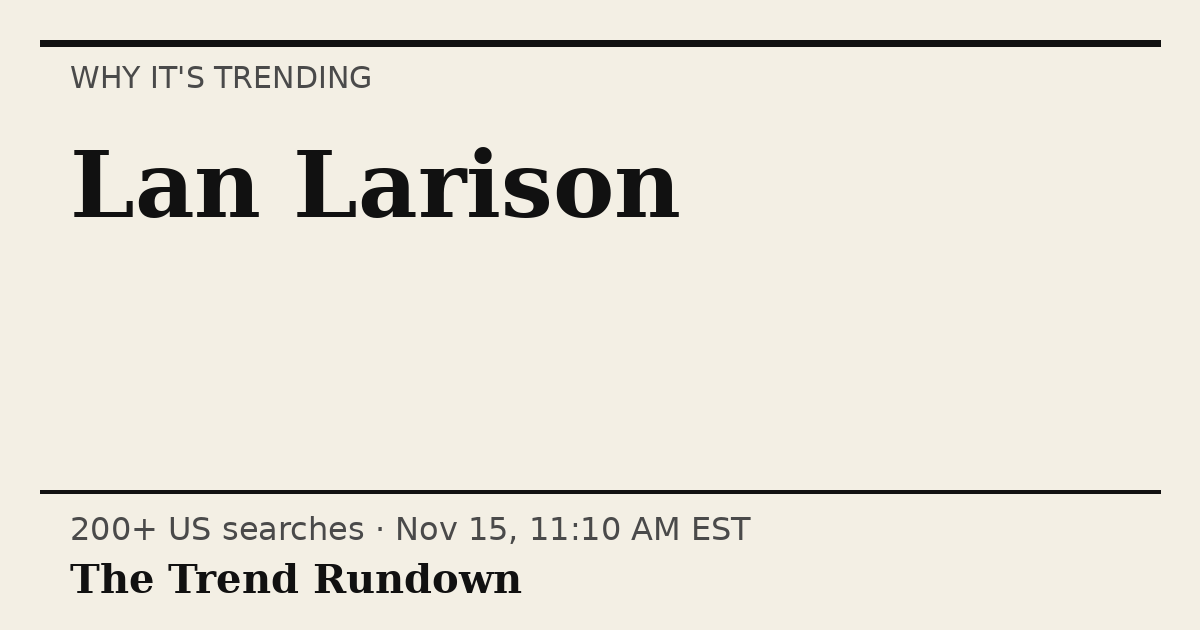 WHY IT'S TRENDING
Lan Larison
200+ US searches · Nov 15, 11:10 AM EST
The Trend Rundown